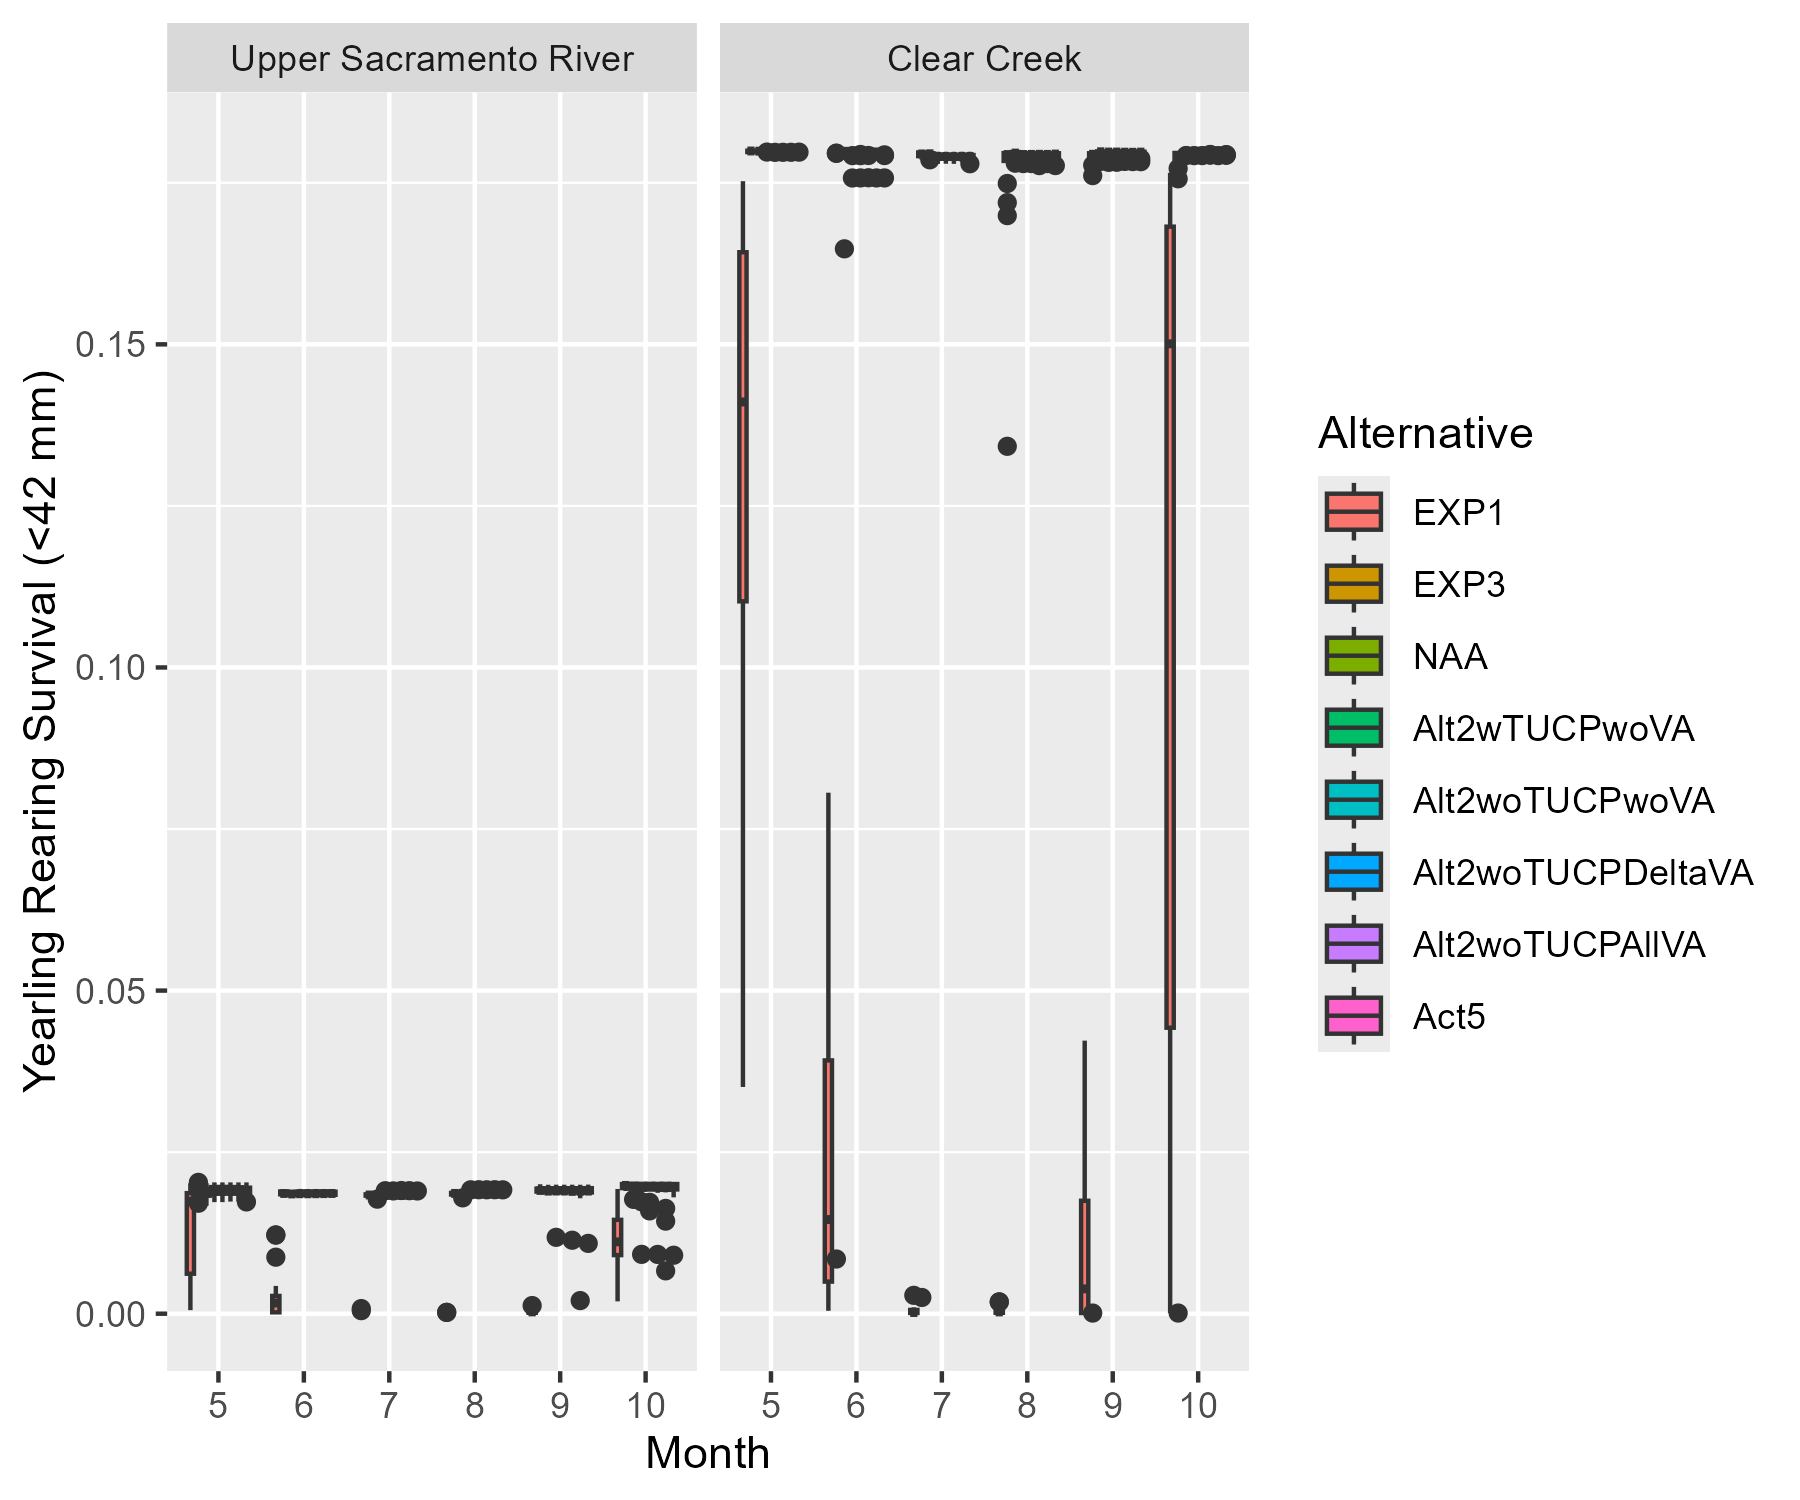 Upper Sacramento River
Clear Creek
Yearling Rearing Survival (<42 mm)
0.15
0.10
0.05
0.00
5 6 7 8 9 10
5 6 7 8 9 10
Month
Alternative
EXP1
EXP3
NAA
Alt2wTUCPwoVA
Alt2woTUCPwoVA
Alt2woTUCPDeltaVA
Alt2woTUCPAllVA
Act5